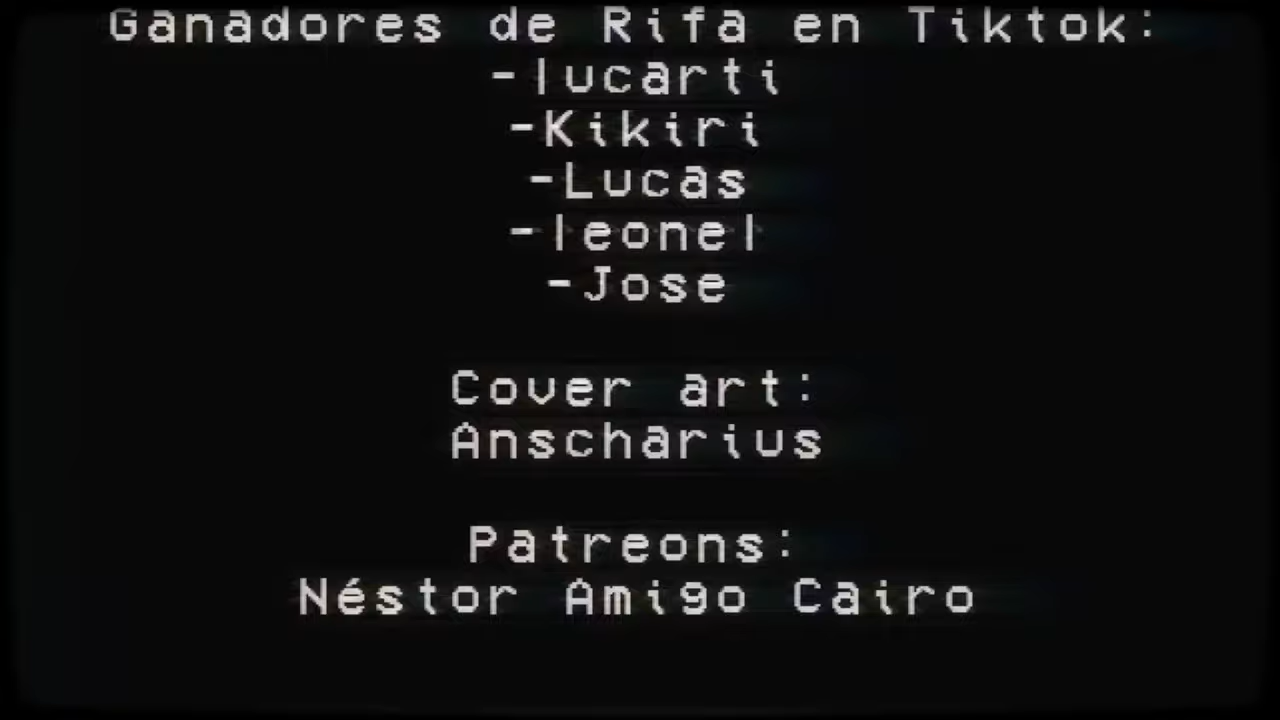 Ganadores de Rifa en Tiktok:
-lucarti
-Kikiri
-Lucas
-leonel
-Jose
Cover art:
Anscharius
Patreons:
Néstor Amigo Cairo